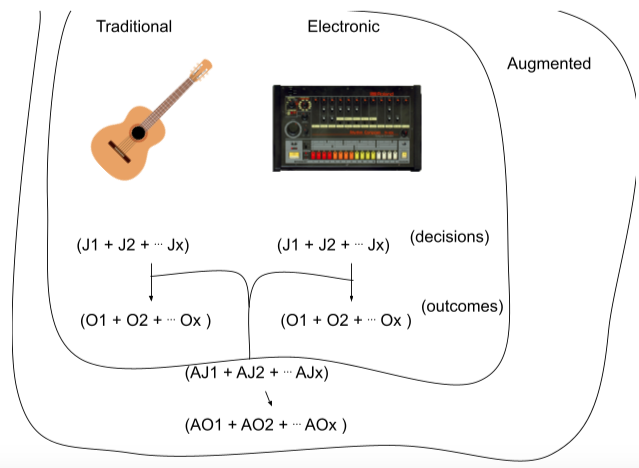 Traditional
Electronic
Augmented
Roland
(J1 + J2 + ... Jx)
(J1 + J2 + ... Jx)
(decisions)
(O1 + O2 + ... Ox )
(O1 + O2 + ... Ox )
(outcomes)
(AJ1 + AJ2 + ... AJx)
(AO1 + AO2 + ... AOx )